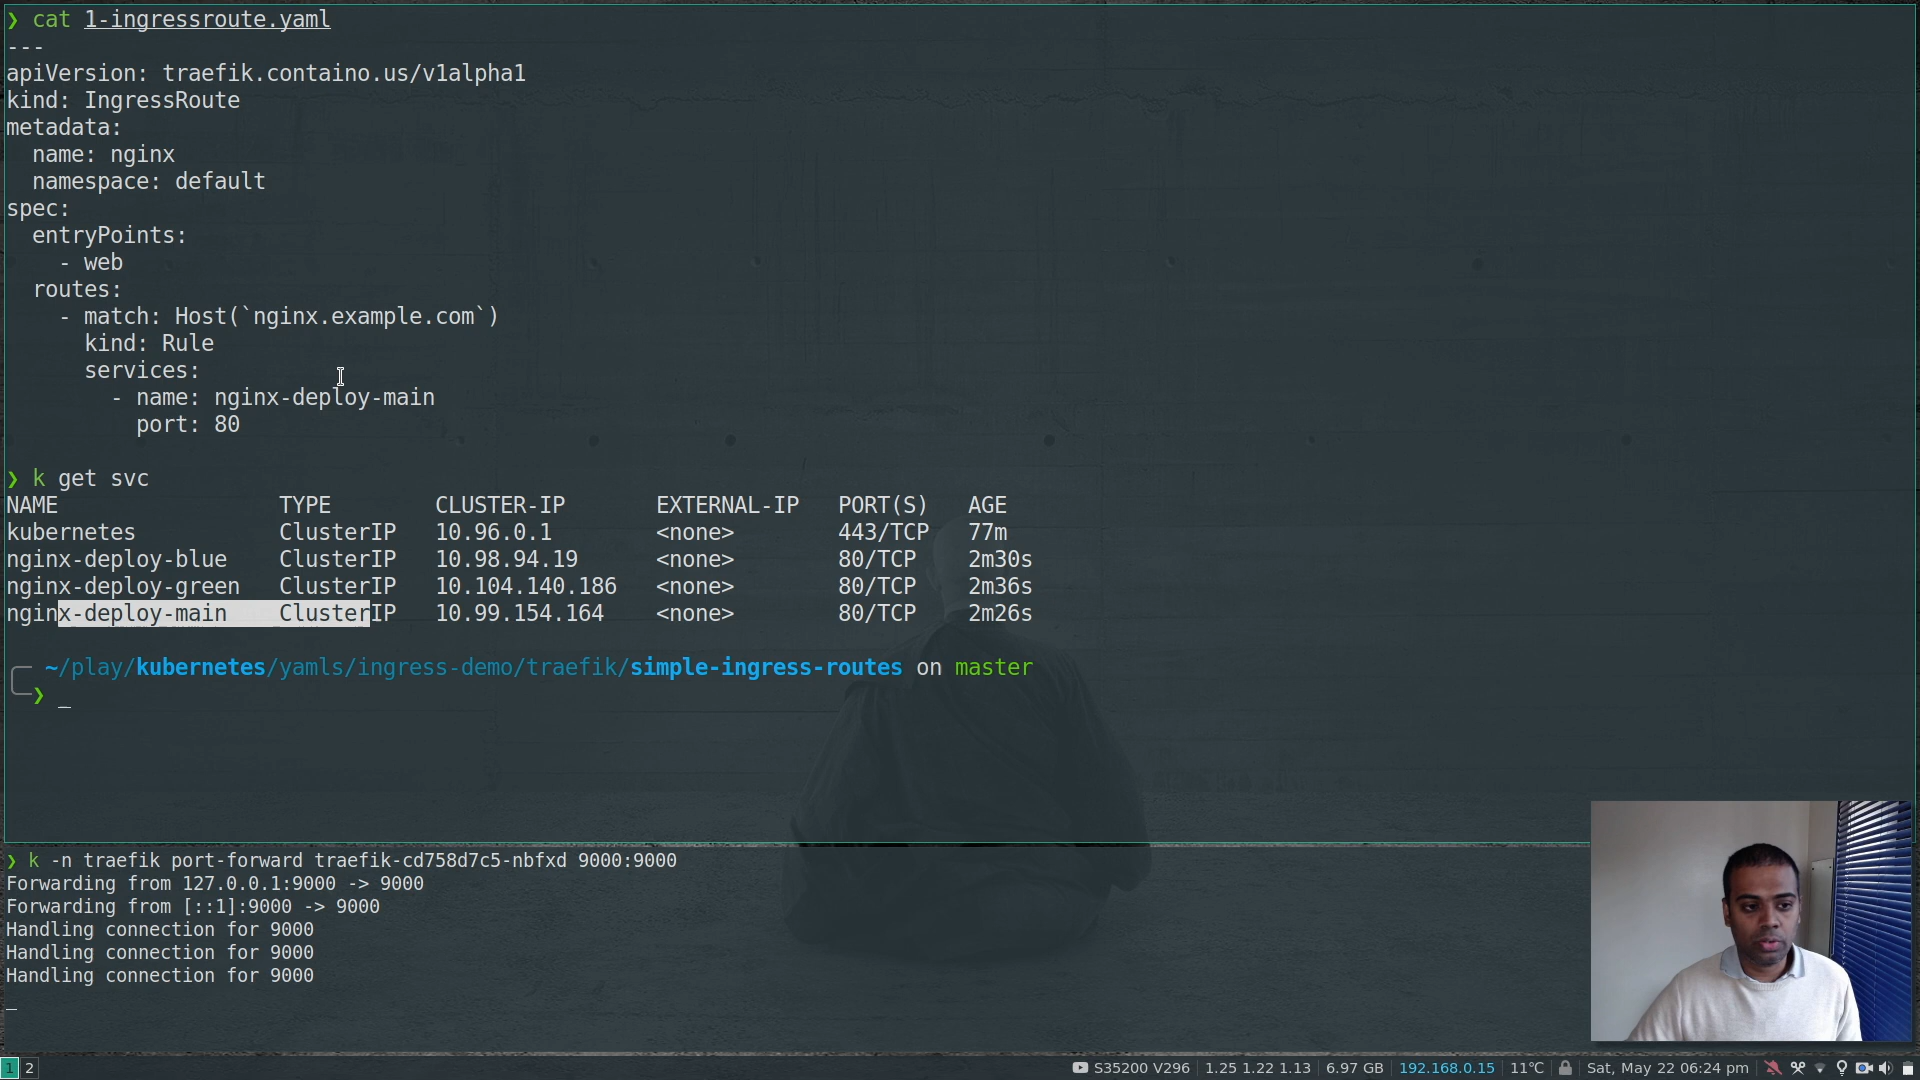 ❯ cat 1-ingressroute.yaml
---
apiVersion: traefik.containo.us/v1alpha1
kind: IngressRoute
metadata:
  name: nginx
  namespace: default
spec:
  entryPoints:
    - web
  routes:
    - match: Host(`nginx.example.com`)
      kind: Rule
      services:
        - name: nginx-deploy-main
          port: 80
❯ k get svc
NAME                 TYPE        CLUSTER-IP       EXTERNAL-IP   PORT(S)   AGE
kubernetes           ClusterIP   10.96.0.1        <none>        443/TCP   77m
nginx-deploy-blue    ClusterIP   10.98.94.19      <none>        80/TCP    2m30s
nginx-deploy-green   ClusterIP   10.104.140.186   <none>        80/TCP    2m36s
nginx-deploy-main    ClusterIP   10.99.154.164    <none>        80/TCP    2m26s
~/play/kubernetes/yamls/ingress-demo/traefik/simple-ingress-routes on master
❯ _
❯ k -n traefik port-forward traefik-cd758d7c5-nbfxd 9000:9000
Forwarding from 127.0.0.1:9000 -> 9000
Forwarding from [::1]:9000 -> 9000
Handling connection for 9000
Handling connection for 9000
Handling connection for 9000
_
1 2 S35200 V296 1.25 1.22 1.13 6.97 GB 192.168.0.15 11°C Sat, May 22 06:24 pm